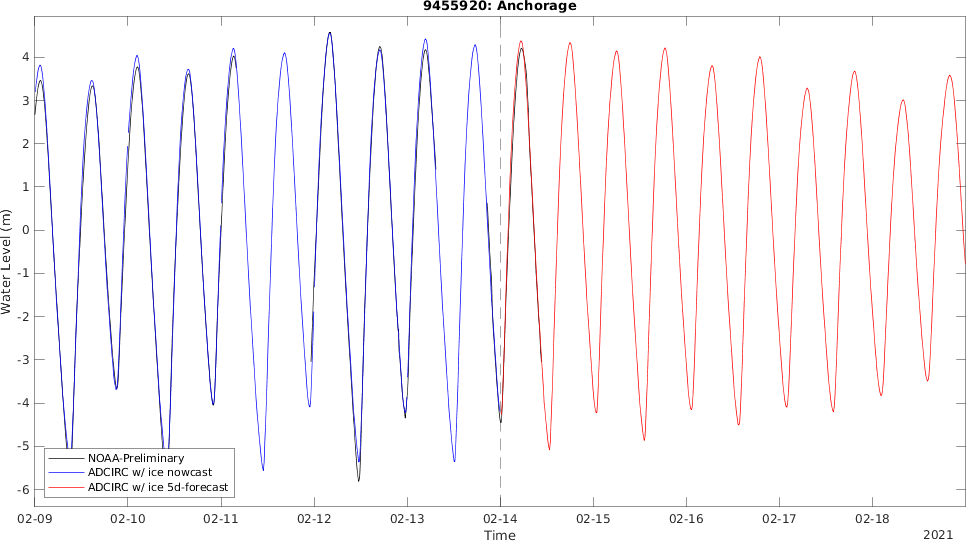 9455920: Anchorage
4
3
2
1
0
-1
-2
-3
-4
-5
-6
Water Level (m)
NOAA-Preliminary
ADCIRC w/ ice nowcast
ADCIRC w/ ice 5d-forecast
02-09 02-10 02-11 02-12 02-13 02-14 02-15 02-16 02-17 02-18
Time
2021